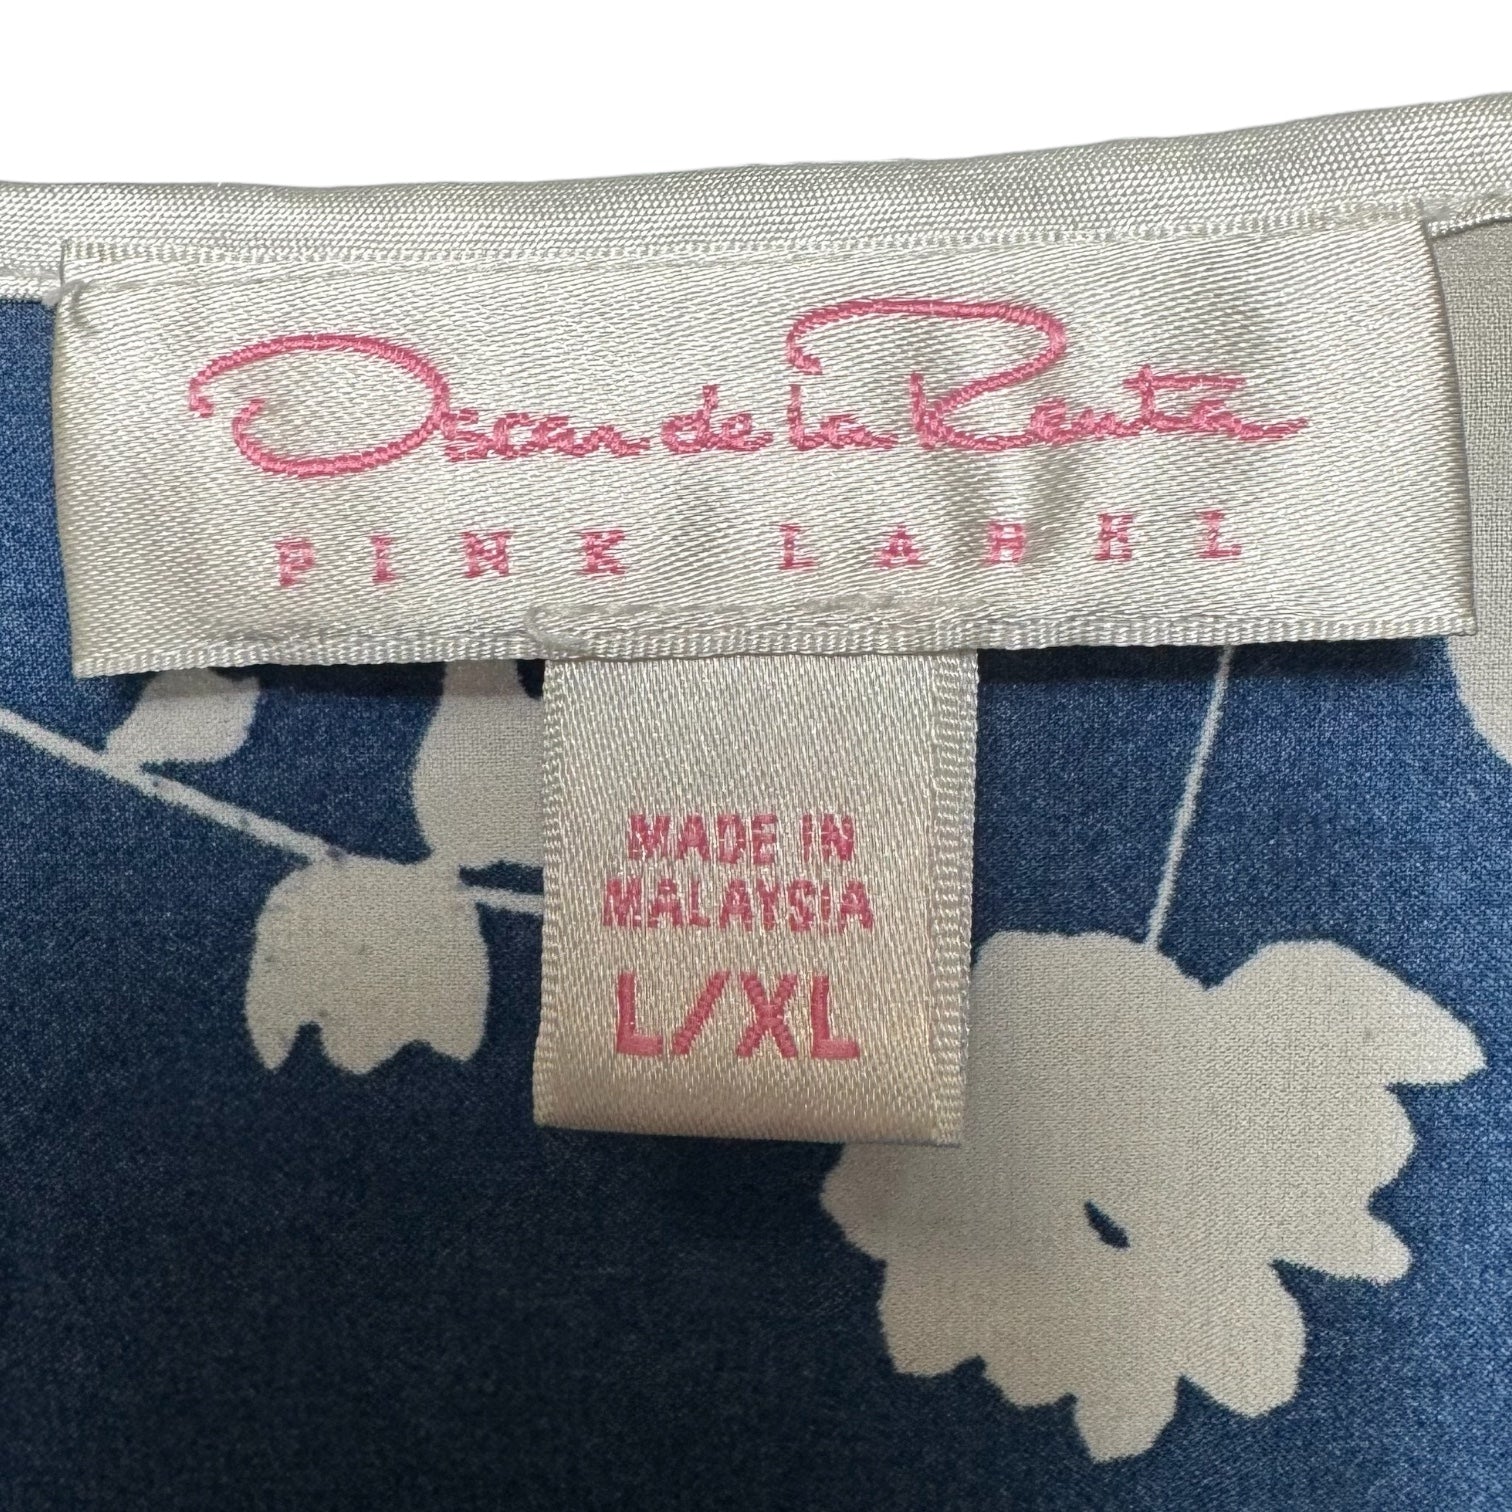 Oscar de la Renta
PINK LABEL
MADE IN
MALAYSIA
L/XL